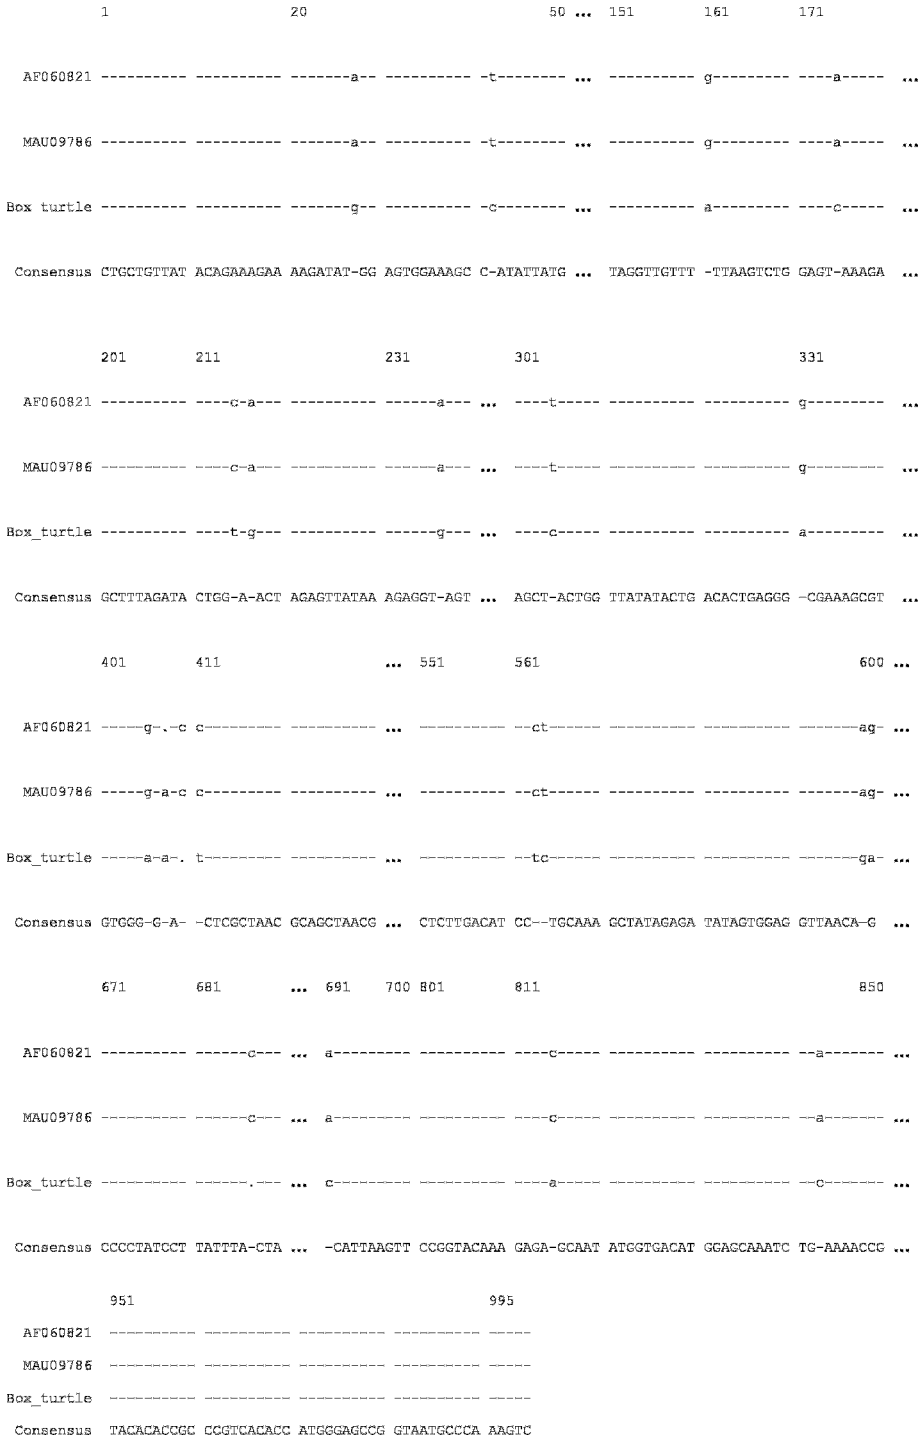 1 20 50 ... 151 161 171
AF060821 ---------- ---------- -------a-- ---------- -t-------- ... ---------- g--------- ----a----- ...
MAU09786 ---------- ---------- -------a-- ---------- -t-------- ... ---------- g--------- ----a----- ...
Box turtle ---------- ---------- -------g-- ---------- -c-------- ... ---------- a--------- ----c----- ...
Consensus CTGCTGTTAT ACAGAAAGAA AAGATAT-GG AGTGGAAAGC C-ATATTATG ... TAGGTTGTTT -TTAAGTCTG GAGT-AAAGA ...
201 211 231 301 331
AF060821 ---------- ----c-a--- ---------- ------a--- ... ----t----- ---------- ---------- g--------- ...
MAU09786 ---------- ----c-a--- ---------- ------a--- ... ----t----- ---------- ---------- g--------- ...
Box_turtle ---------- ----t-g--- ---------- ------g--- ... ----c----- ---------- ---------- a--------- ...
Consensus GCTTTAGATA CTGG-A-ACT AGAGTTATAA AGAGGT-AGT ... AGCT-ACTGG TTATATACTG ACACTGAGGG -CGAAAGCGT ...
401 411 ... 551 561 600
AF060821 -----g-.-c c--------- ---------- ... ---------- --ct------ ---------- ---------- -------ag- ...
MAU09786 -----g-a-c c--------- ---------- ... ---------- --ct------ ---------- ---------- -------ag- ...
Box_turtle -----a-a-. t--------- ---------- ... ---------- --tc------ ---------- ---------- -------ga- ...
Consensus GTGGG-G-A- -CTCGCTAAC GCAGCTAACG ... CTCTTGACAT CC--TGCAAA GCTATAGAGA TATAGTGGAG GTTAACA-G ...
671 681 ... 691 700 801 811 850
AF060821 ---------- ------c--- ... a--------- ---------- ----c----- ---------- ---------- --a------- ...
MAU09786 ---------- ------c--- ... a--------- ---------- ----c----- ---------- ---------- --a------- ...
Box_turtle ---------- ------.--- ... c--------- ---------- ----a----- ---------- ---------- --c------- ...
Consensus CCCCTATCCT TATTTA-CTA ... -CATTAAGTT CCGGTACAAA GAGA-GCAAT ATGGTGACAT GGAGCAAATC TG-AAAACCG ...
951 995
AF060821 ---------- ---------- ---------- ---------- -----
MAU09786 ---------- ---------- ---------- ---------- -----
Box_turtle ---------- ---------- ---------- ---------- -----
Consensus TACACACCGC CCGTCACACC ATGGGAGCCG GTAATGCCCA AAGTC